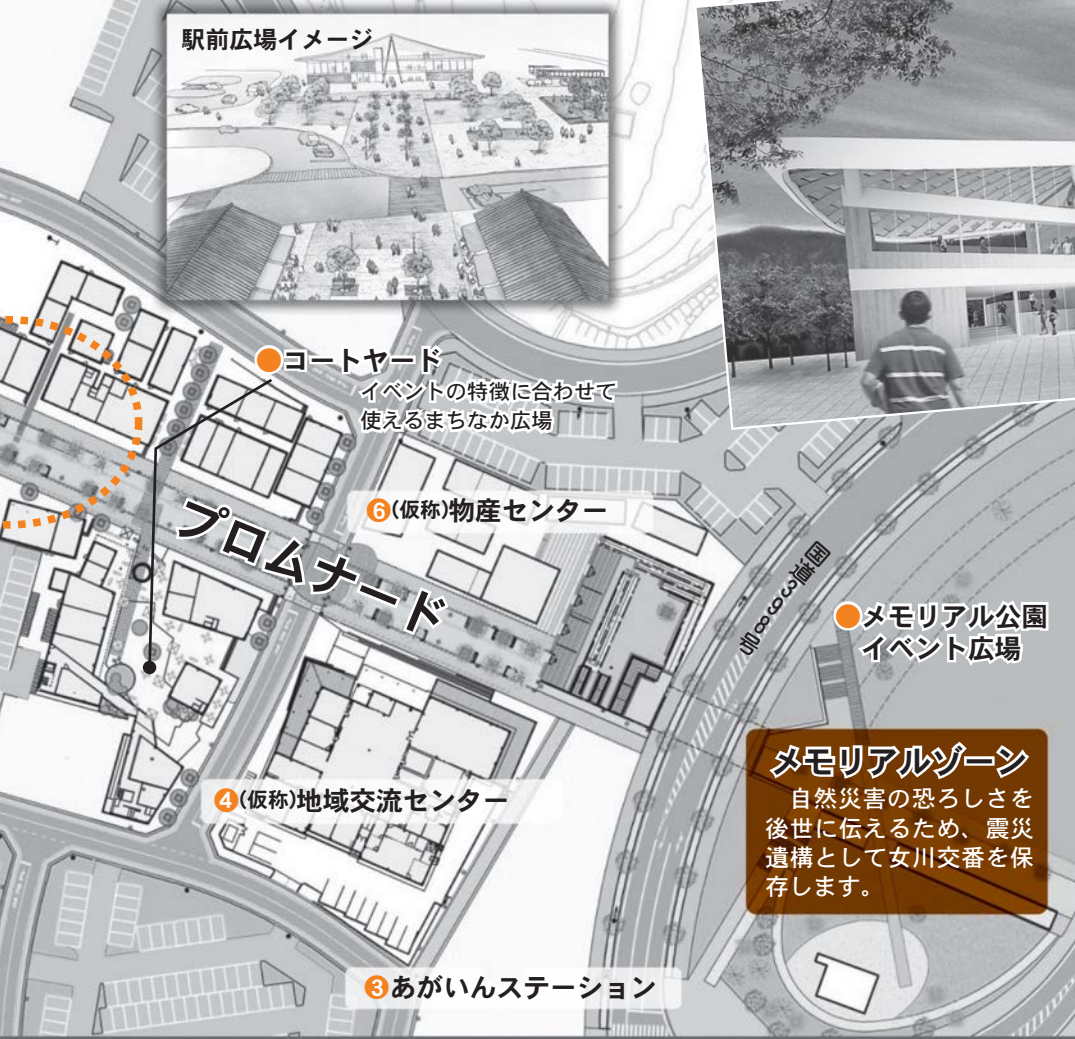 駅前広場イメージ
●コートヤード
イベントの特徴に合わせて
使えるまちなか広場
❻(仮称)物産センター
プロムナード
国道398号
●メモリアル公園
イベント広場
メモリアルゾーン
自然災害の恐ろしさを
後世に伝えるため、震災
遺構として女川交番を保
存します。
❹(仮称)地域交流センター
❸あがいんステーション